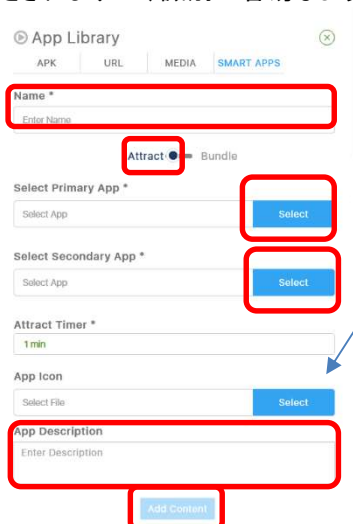 App Library
APK URL MEDIA SMART APPS
Name *
Enter Name
Attract Bundle
Select Primary App *
Select App Select
Select Secondary App *
Select App Select
Attract Timer *
1 min
App Icon
Select File Select
App Description
Enter Description
Add Content